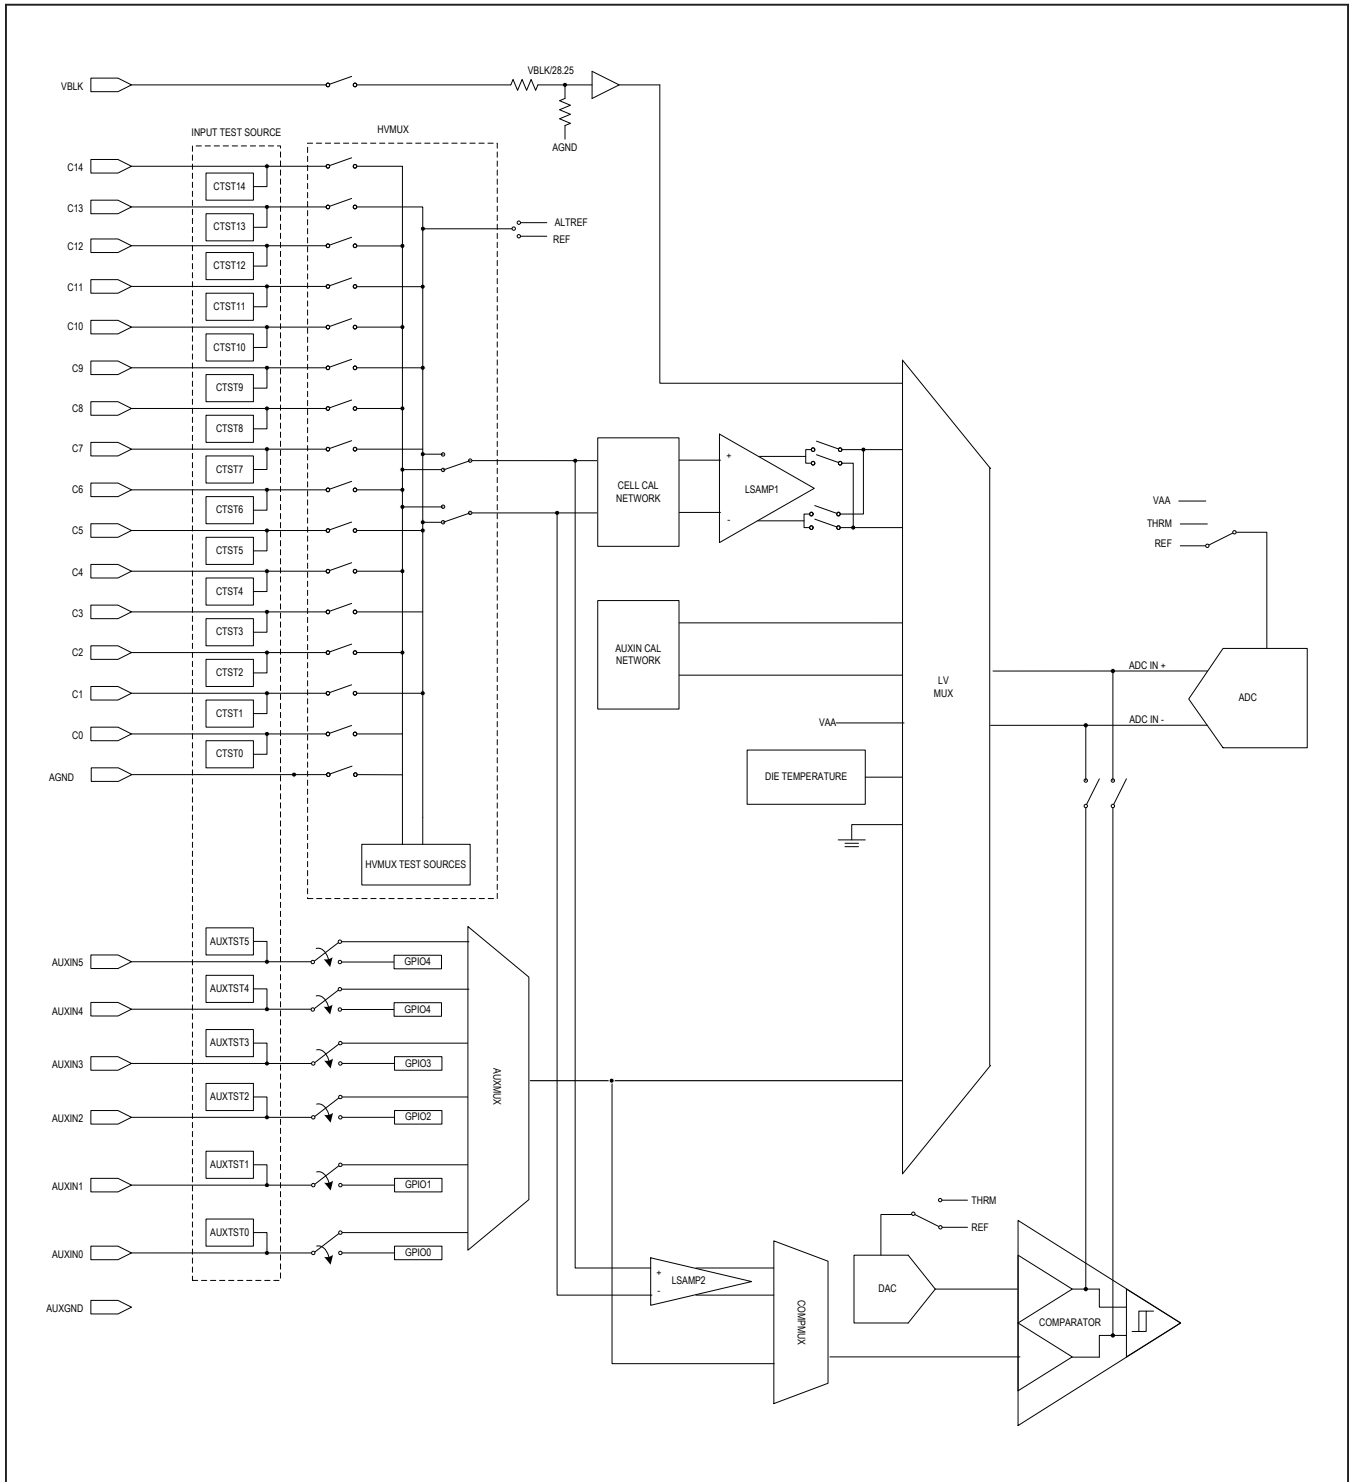 VBLK
VBLK/28.25
AGND
INPUT TEST SOURCE
HVMUX
C14
CTST14
C13
CTST13
ALTREF
REF
C12
CTST12
C11
CTST11
C10
CTST10
C9
CTST9
C8
CTST8
C7
CTST7
C6
CTST6
C5
CTST5
C4
CTST4
C3
CTST3
C2
CTST2
C1
CTST1
C0
CTST0
AGND
HVMUX TEST SOURCES
CELL CAL
NETWORK
+
LSAMP1
-
AUXIN CAL
NETWORK
VAA
DIE TEMPERATURE
LV
MUX
VAA
THRM
REF
ADC IN +
ADC IN -
ADC
AUXTST5
AUXIN5
GPIO4
AUXTST4
AUXIN4
GPIO4
AUXTST3
AUXIN3
GPIO3
AUXTST2
AUXIN2
GPIO2
AUXTST1
AUXIN1
GPIO1
AUXTST0
AUXIN0
GPIO0
AUXGND
AUXMUX
+
LSAMP2
-
COMPMUX
THRM
REF
DAC
COMPARATOR